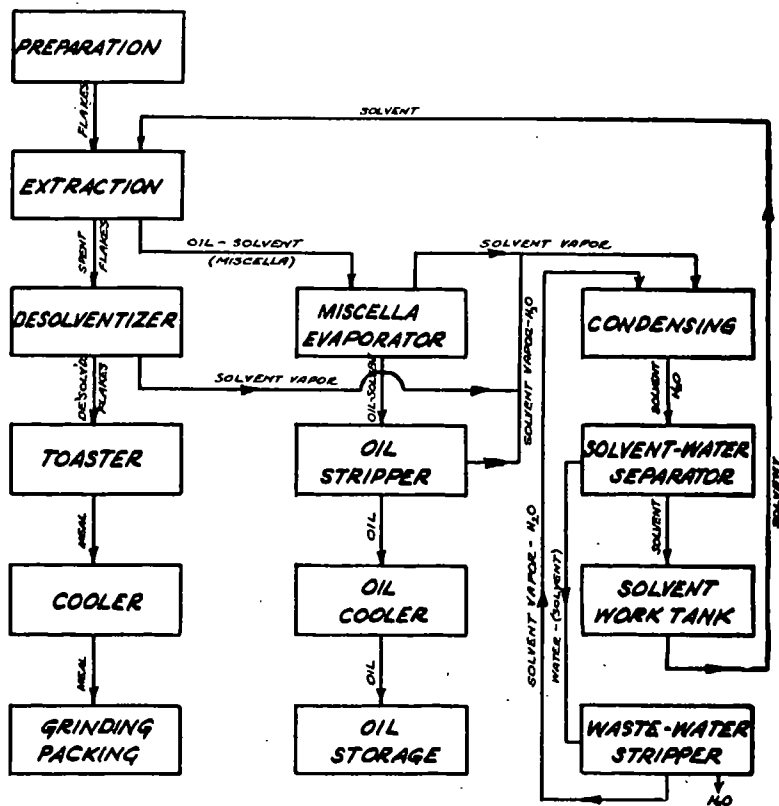 PREPARATION
FLAKES
SOLVENT
EXTRACTION
SPENT
FLAKES
OIL - SOLVENT
(MISCELLA)
SOLVENT VAPOR
DESOLVENTIZER
MISCELLA
EVAPORATOR
CONDENSING
DESOLV'D
FLAKES
SOLVENT VAPOR
OIL-SOLVENT
SOLVENT VAPOR-H2O
SOLVENT
H2O
TOASTER
OIL
STRIPPER
SOLVENT-WATER
SEPARATOR
SOLVENT
MEAL
OIL
SOLVENT VAPOR - H2O
WATER-(SOLVENT)
SOLVENT
COOLER
OIL
COOLER
SOLVENT
WORK TANK
MEAL
OIL
GRINDING
PACKING
OIL
STORAGE
WASTE-WATER
STRIPPER
H2O